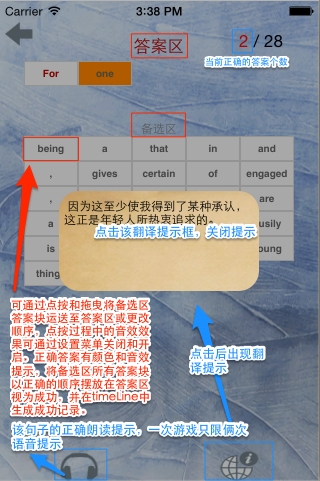 Carrier 3:38 PM
答案区
2 / 28
当前正确的答案个数
For one
备选区
being a that in and
, gives certain of engaged
, are
a usily
is oung
thing
因为这至少使我得到了某种承认，
这正是年轻人所热衷追求的。
点击该翻译提示框，关闭提示
可通过点按和拖曳将备选区
答案块运送至答案区或更改
顺序，点按过程中的音效效
果可通过设置菜单关闭和开
启。正确答案有颜色和音效
提示，将备选区所有答案块
以正确的顺序摆放在答案区
视为成功，并在timeLine中
生成成功记录。
点击后出现翻
译提示
该句子的正确朗读提示，一次游戏只限俩次
语音提示